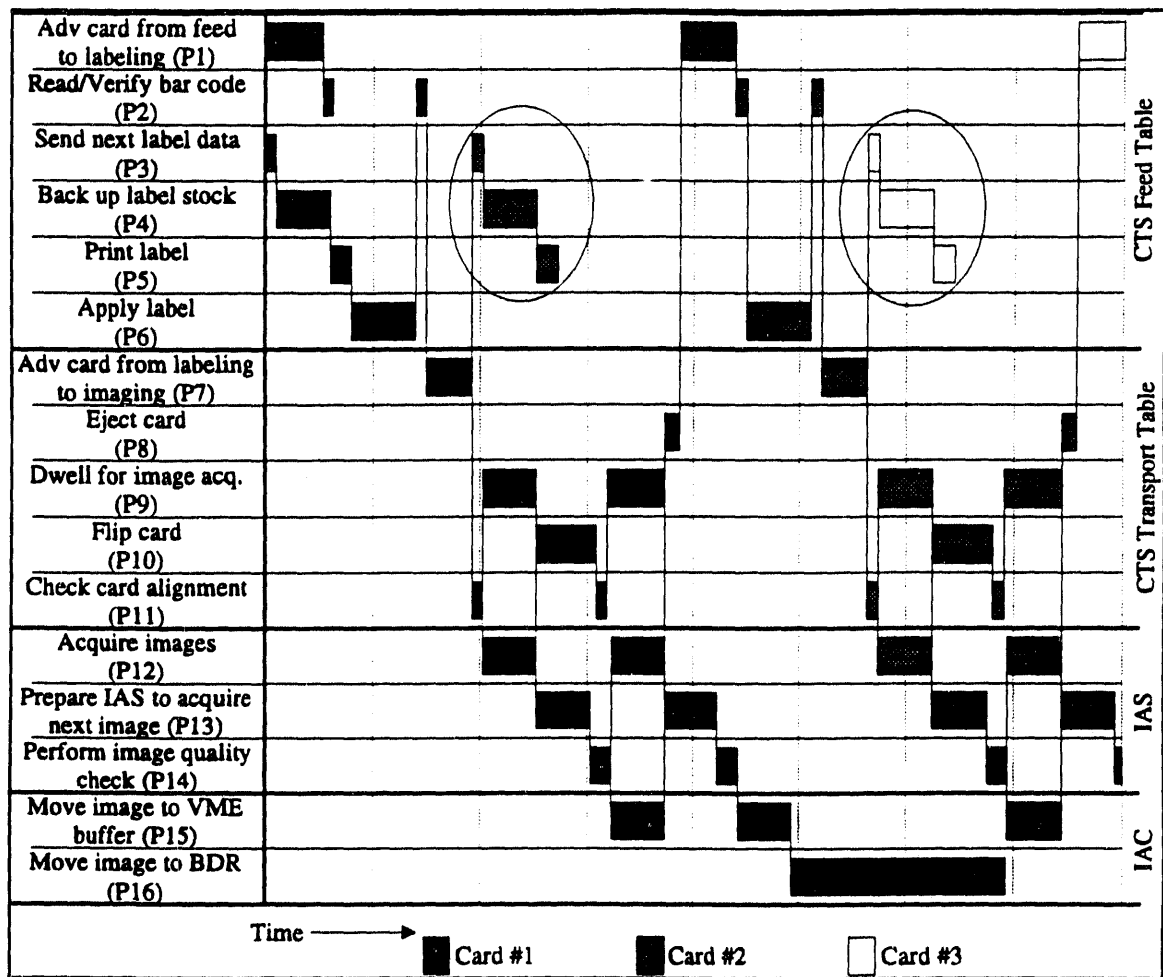 Adv card from feed
to labeling (P1)
Read/Verify bar code
(P2)
Send next label data
(P3)
Back up label stock
(P4)
Print label
(P5)
Apply label
(P6)
CTS Feed Table
Adv card from labeling
to imaging (P7)
Eject card
(P8)
Dwell for image acq.
(P9)
Flip card
(P10)
Check card alignment
(P11)
CTS Transport Table
Acquire images
(P12)
Prepare IAS to acquire
next image (P13)
Perform image quality
check (P14)
IAS
Move image to VME
buffer (P15)
Move image to BDR
(P16)
IAC
Time
Card #1
Card #2
Card #3